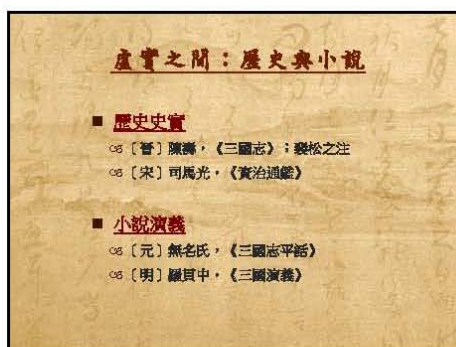 虛實之間：歷史與小說
■ 歷史史實
〔晉〕陳壽，《三國志》；裴松之注
〔宋〕司馬光，《資治通鑑》
■ 小說演義
〔元〕無名氏，《三國志平話》
〔明〕羅貫中，《三國演義》